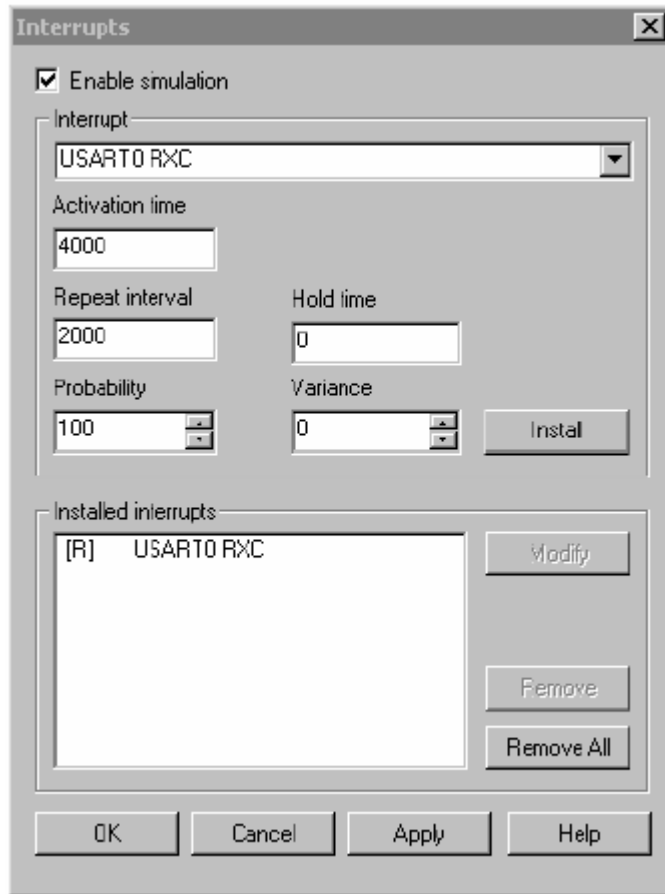 Interrupts
Enable simulation
Interrupt
USART0 RXC
Activation time
4000
Repeat interval
Hold time
2000
0
Probability
Variance
100
0
Install
Installed interrupts
[R] USART0 RXC
Modify
Remove
Remove All
OK
Cancel
Apply
Help